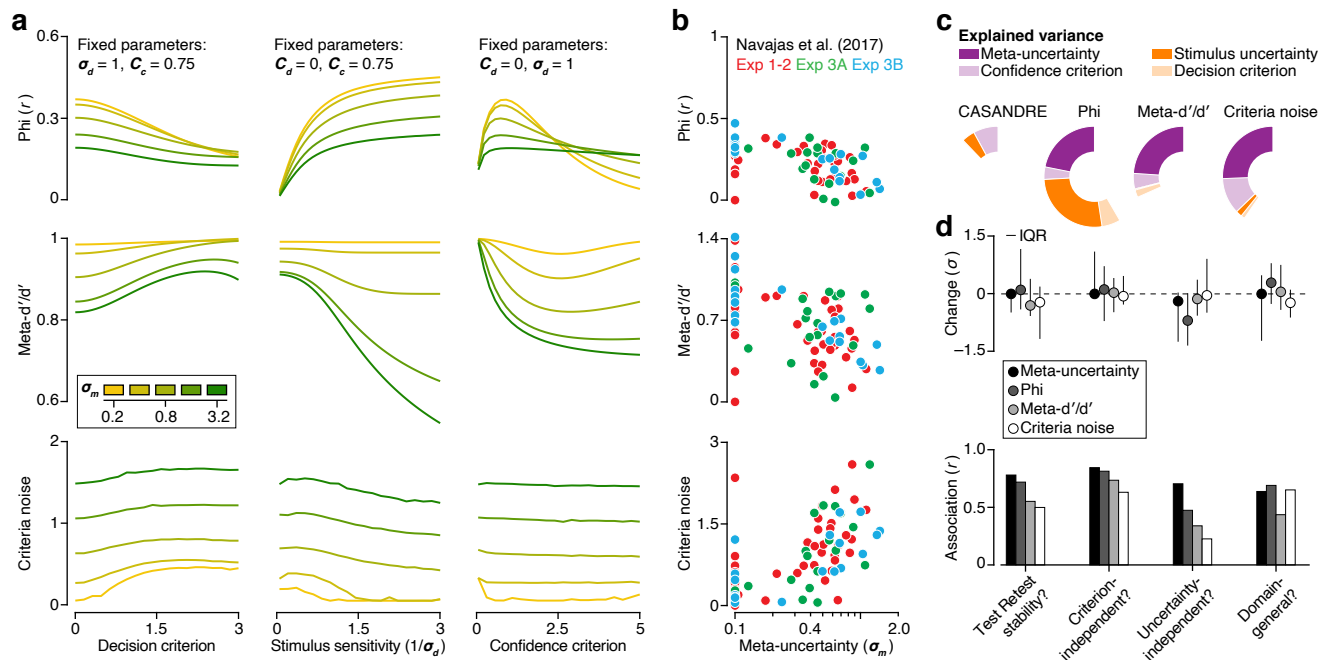 a
Fixed parameters:
σd = 1, Cc = 0.75
Fixed parameters:
Cd = 0, Cc = 0.75
Fixed parameters:
Cd = 0, σd = 1
Phi (r)
0.6
0.3
0
Meta-d′/d′
1
0.8
0.6
σm
0.2
0.8
3.2
Criteria noise
2
1
0
0
1.5
3
Decision criterion
0
1.5
3
Stimulus sensitivity (1/σd)
0
5
Confidence criterion
b
Navajas et al. (2017)
Exp 1-2 Exp 3A Exp 3B
Phi (r)
1
0.5
0
Meta-d′/d′
1.4
0.7
0
Criteria noise
3
1.5
0
0.1
0.4
2.0
Meta-uncertainty (σm)
c
Explained variance
Meta-uncertainty
Stimulus uncertainty
Confidence criterion
Decision criterion
CASANDRE
Phi
Meta-d′/d′
Criteria noise
d
IQR
Change (σ)
1.5
0
−1.5
Meta-uncertainty
Phi
Meta-d′/d′
Criteria noise
Association (r)
1.0
0.5
0
Test Retest
stability?
Criterion-
independent?
Uncertainty-
independent?
Domain-
general?